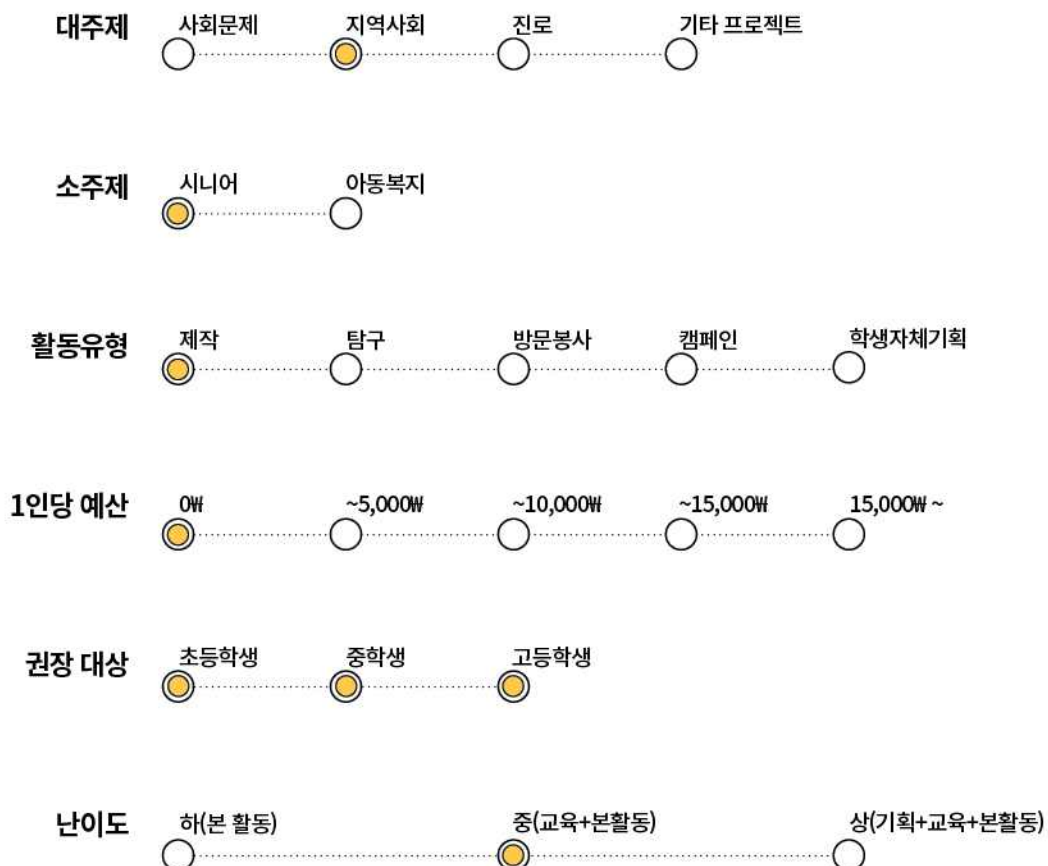 대주제 사회문제 지역사회 진로 기타 프로젝트
소주제 시니어 아동복지
활동유형 제작 탐구 방문봉사 캠페인 학생자체기획
1인당 예산 0₩ ~5,000₩ ~10,000₩ ~15,000₩ 15,000₩ ~
권장 대상 초등학생 중학생 고등학생
난이도 하(본 활동) 중(교육+본활동) 상(기획+교육+본활동)